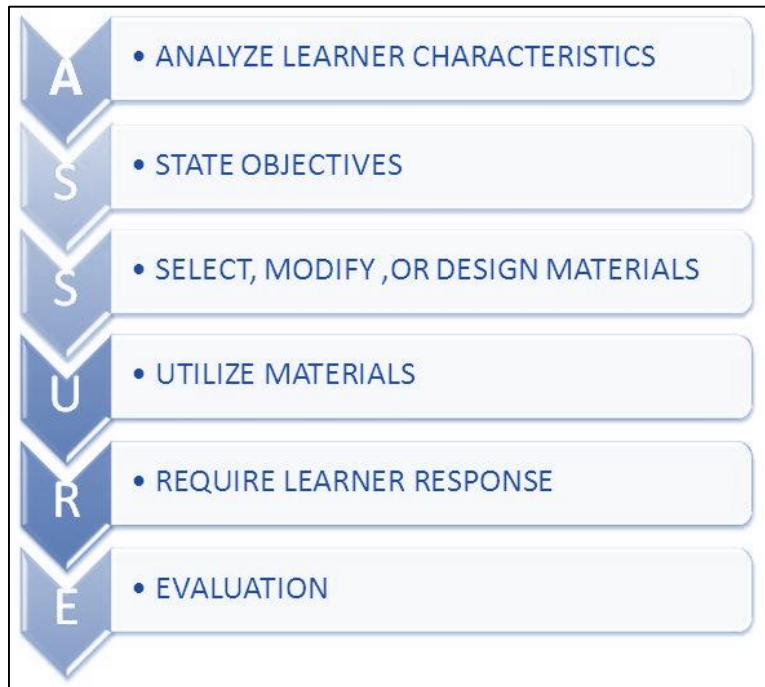 A
• ANALYZE LEARNER CHARACTERISTICS
S
• STATE OBJECTIVES
S
• SELECT, MODIFY ,OR DESIGN MATERIALS
U
• UTILIZE MATERIALS
R
• REQUIRE LEARNER RESPONSE
E
• EVALUATION